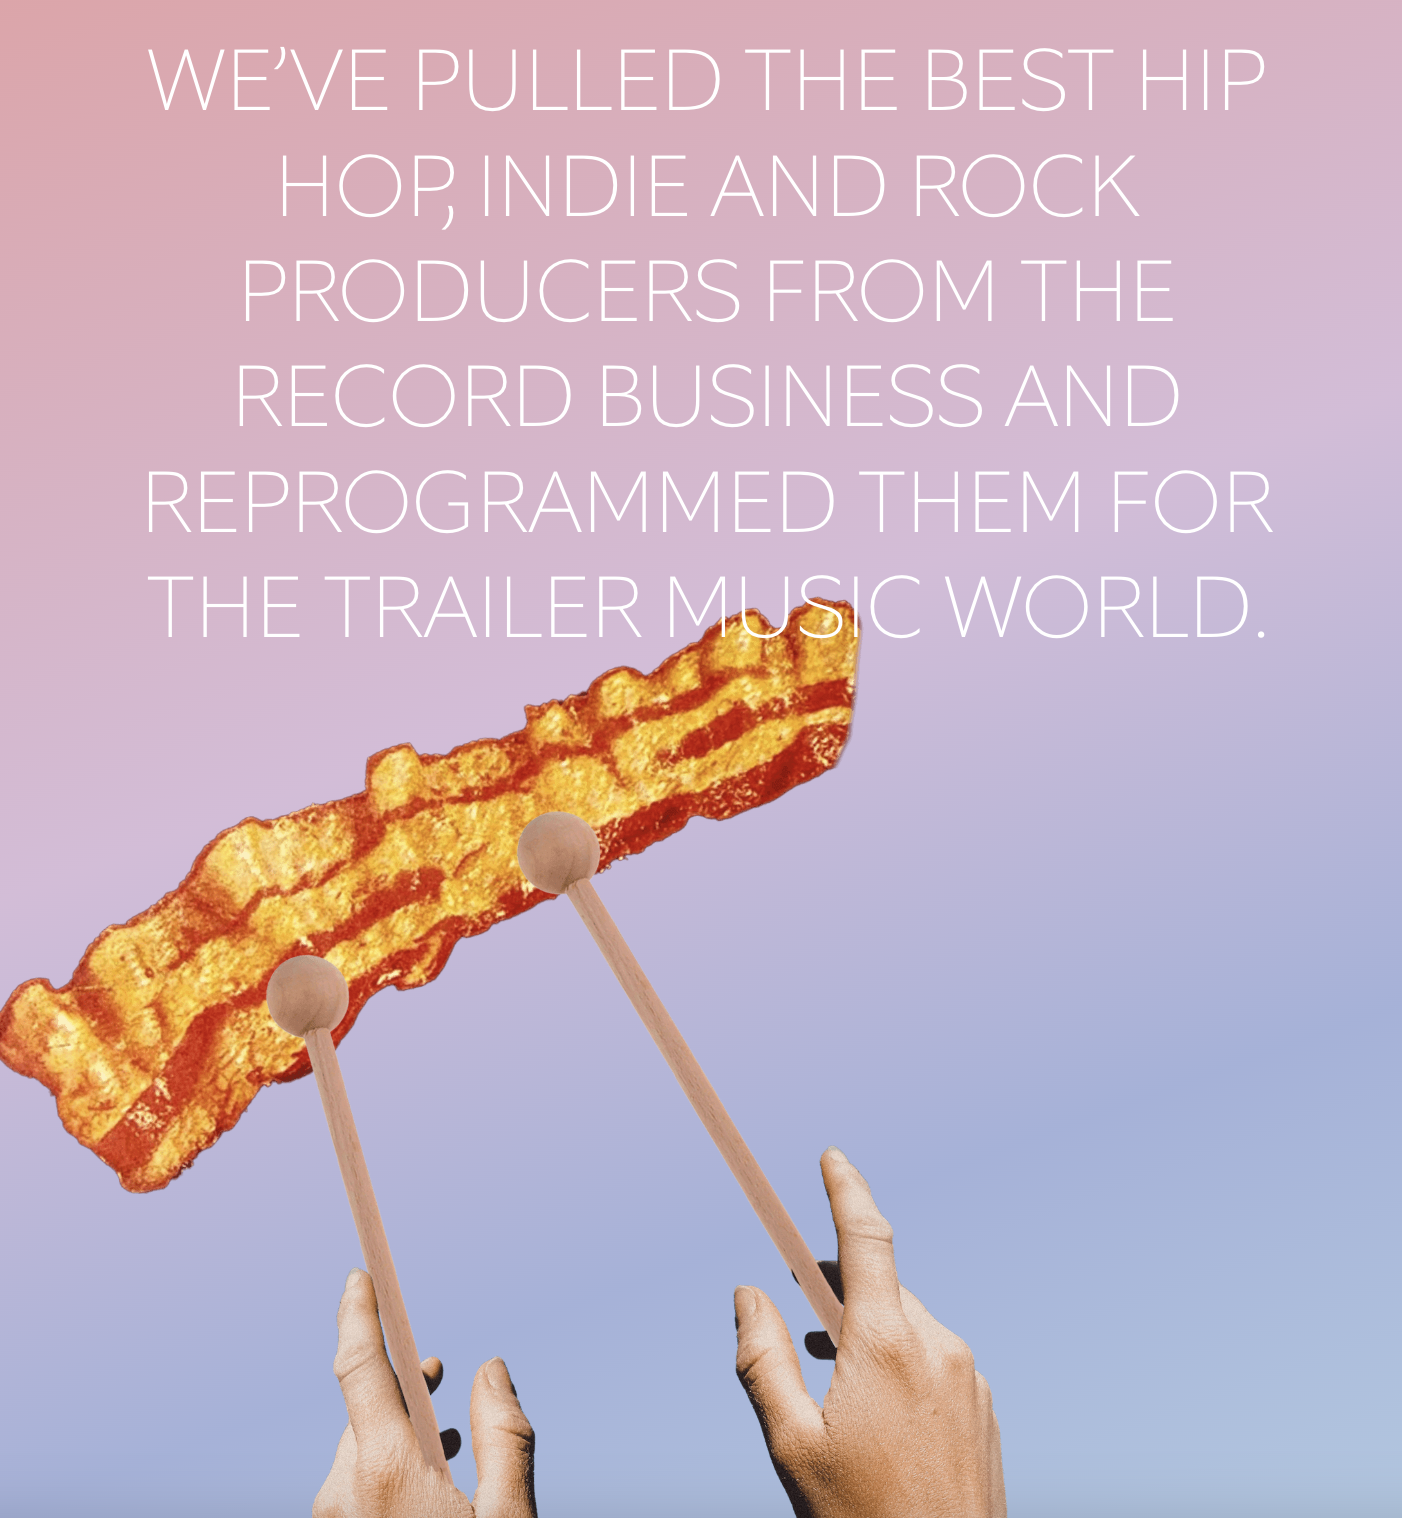 WE’VE PULLED THE BEST HIP
HOP, INDIE AND ROCK
PRODUCERS FROM THE
RECORD BUSINESS AND
REPROGRAMMED THEM FOR
THE TRAILER MUSIC WORLD.